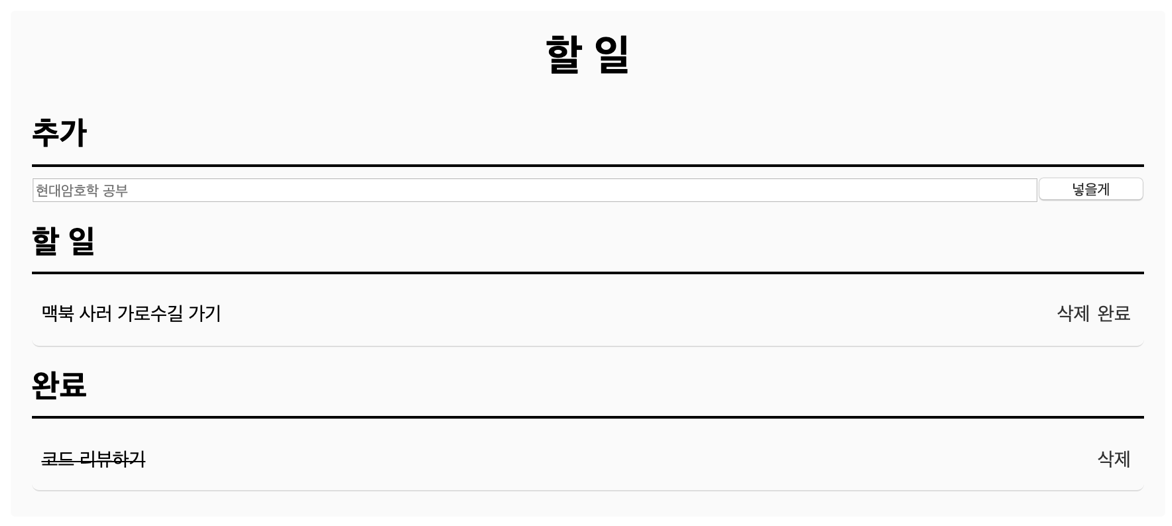 할 일
추가
현대암호학 공부 넣을게
할 일
맥북 사러 가로수길 가기 삭제 완료
완료
코드 리뷰하기 삭제